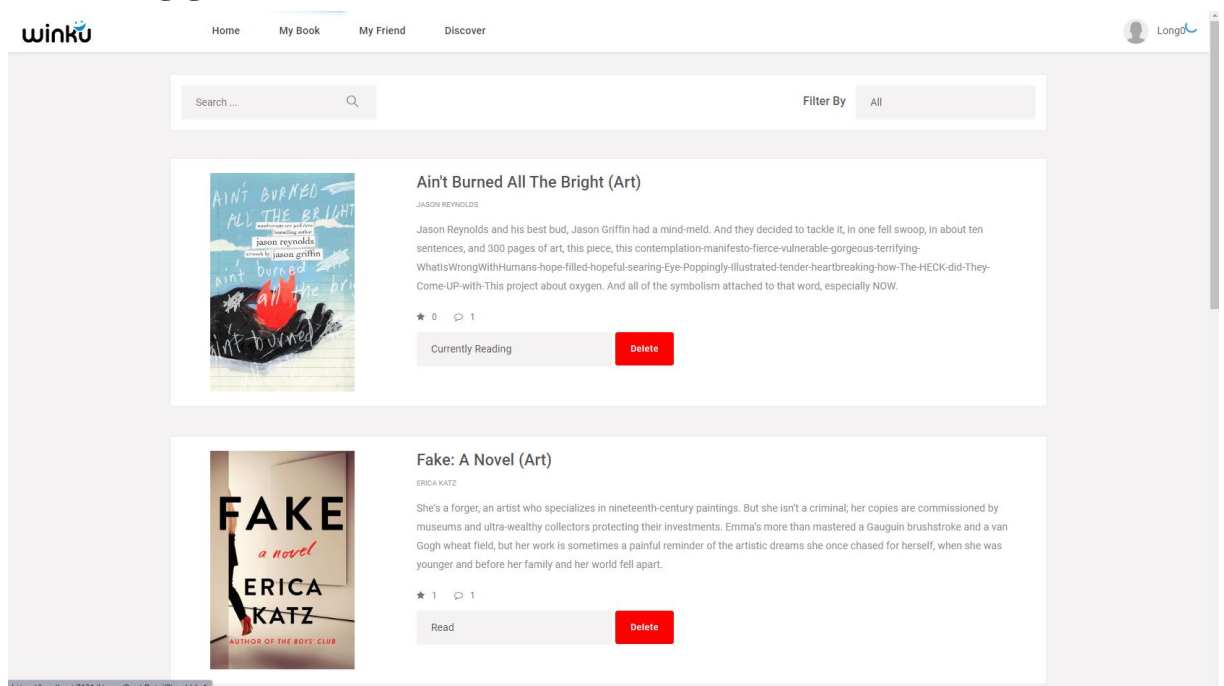 winku
Home My Book My Friend Discover
Long0
Search ...
Filter By All
AIN'T BURNED
ALL THE BRIGHT
jason reynolds
artwork by jason griffin
ain't burned
all the bri
ain't burned
Ain't Burned All The Bright (Art)
JASON REYNOLDS
Jason Reynolds and his best bud, Jason Griffin had a mind-meld. And they decided to tackle it, in one fell swoop, in about ten
sentences, and 300 pages of art, this piece, this contemplation-manifesto-fierce-vulnerable-gorgeous-terrifying-
WhatIsWrongWithHumans-hope-filled-hopeful-searing-Eye-Poppingly-Illustrated-tender-heartbreaking-how-The-HECK-did-They-
Come-UP-with-This project about oxygen. And all of the symbolism attached to that word, especially NOW.
0 1
Currently Reading Delete
FAKE
a novel
ERICA
KATZ
AUTHOR OF THE BOYS' CLUB
Fake: A Novel (Art)
ERICA KATZ
She's a forger, an artist who specializes in nineteenth-century paintings. But she isn't a criminal; her copies are commissioned by
museums and ultra-wealthy collectors protecting their investments. Emma's more than mastered a Gauguin brushstroke and a van
Gogh wheat field, but her work is sometimes a painful reminder of the artistic dreams she once chased for herself, when she was
younger and before her family and her world fell apart.
1 1
Read Delete